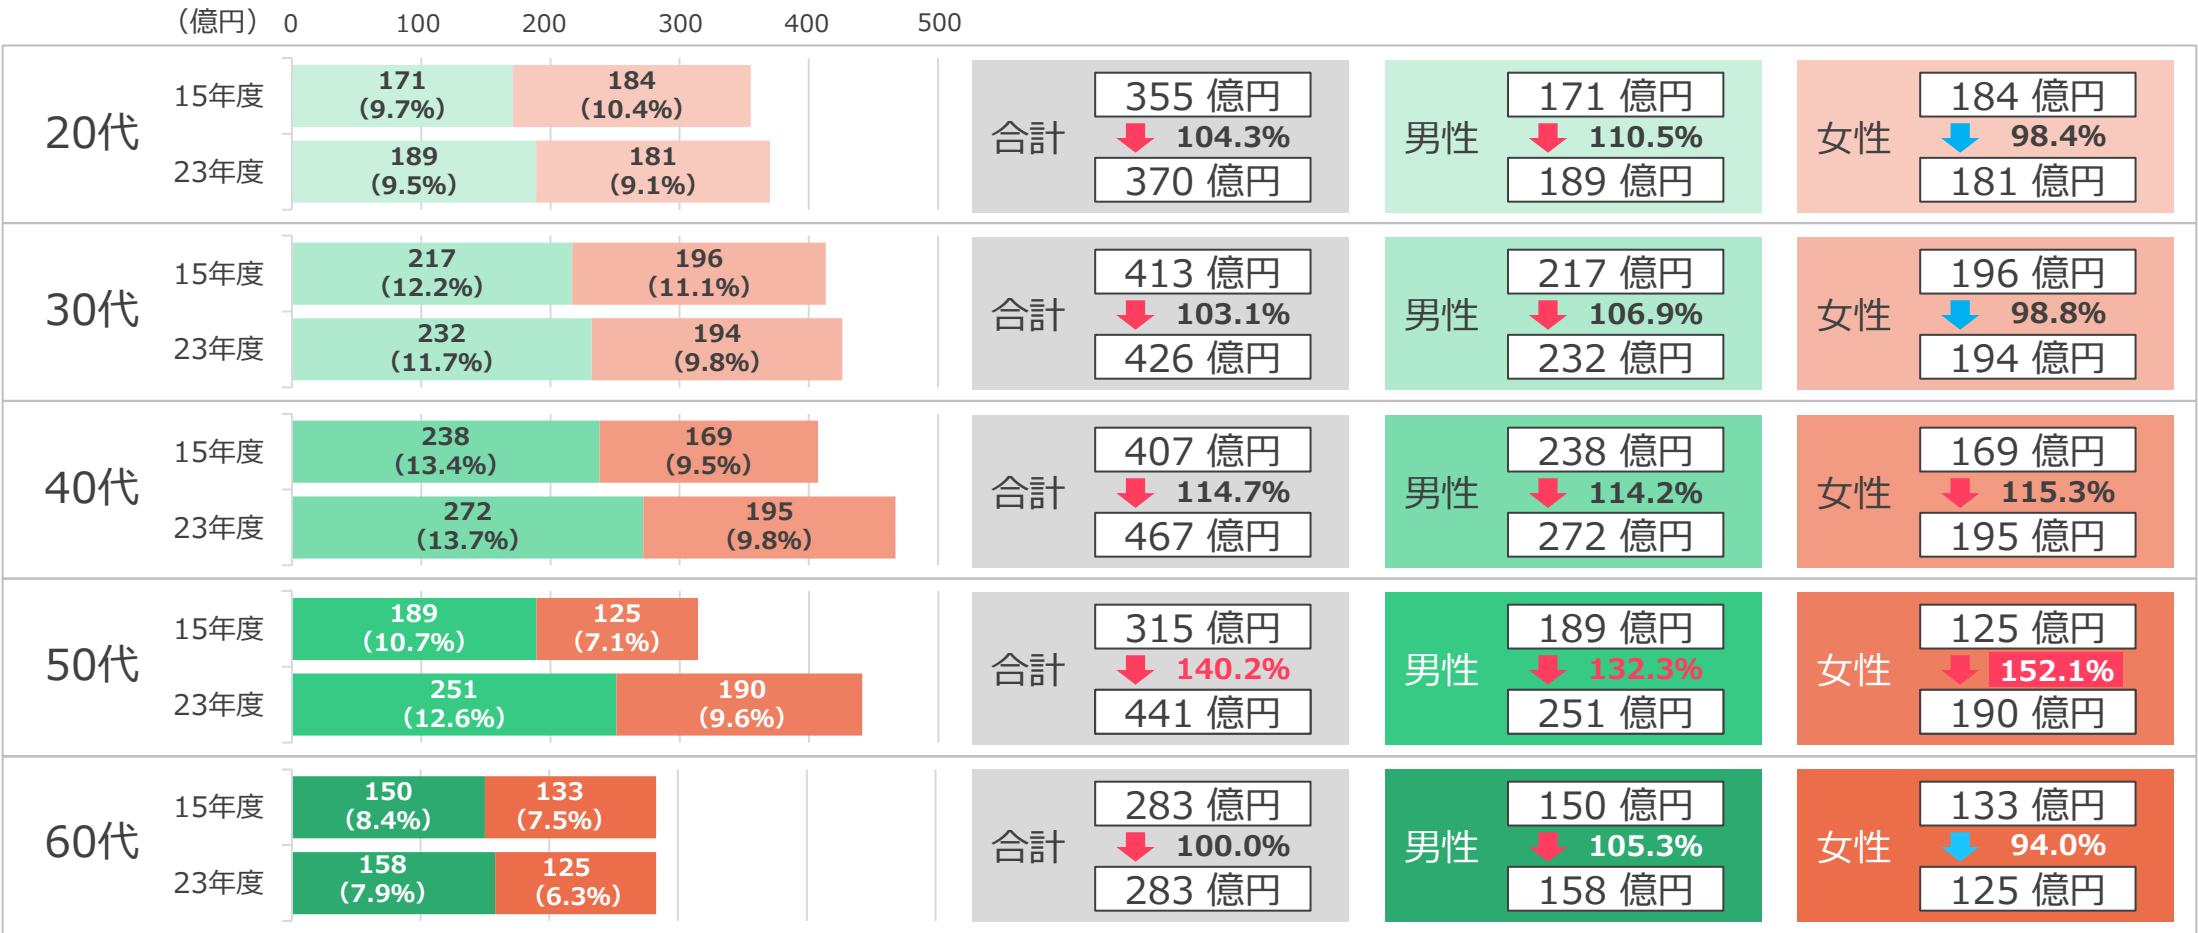 （億円） 0 100 200 300 400 500
20代
15年度
171 184
（9.7%） （10.4%）
23年度
189 181
（9.5%） （9.1%）
合計
355 億円
104.3%
370 億円
男性
171 億円
110.5%
189 億円
女性
184 億円
98.4%
181 億円
30代
15年度
217 196
（12.2%） （11.1%）
23年度
232 194
（11.7%） （9.8%）
合計
413 億円
103.1%
426 億円
男性
217 億円
106.9%
232 億円
女性
196 億円
98.8%
194 億円
40代
15年度
238 169
（13.4%） （9.5%）
23年度
272 195
（13.7%） （9.8%）
合計
407 億円
114.7%
467 億円
男性
238 億円
114.2%
272 億円
女性
169 億円
115.3%
195 億円
50代
15年度
189 125
（10.7%） （7.1%）
23年度
251 190
（12.6%） （9.6%）
合計
315 億円
140.2%
441 億円
男性
189 億円
132.3%
251 億円
女性
125 億円
152.1%
190 億円
60代
15年度
150 133
（8.4%） （7.5%）
23年度
158 125
（7.9%） （6.3%）
合計
283 億円
100.0%
283 億円
男性
150 億円
105.3%
158 億円
女性
133 億円
94.0%
125 億円